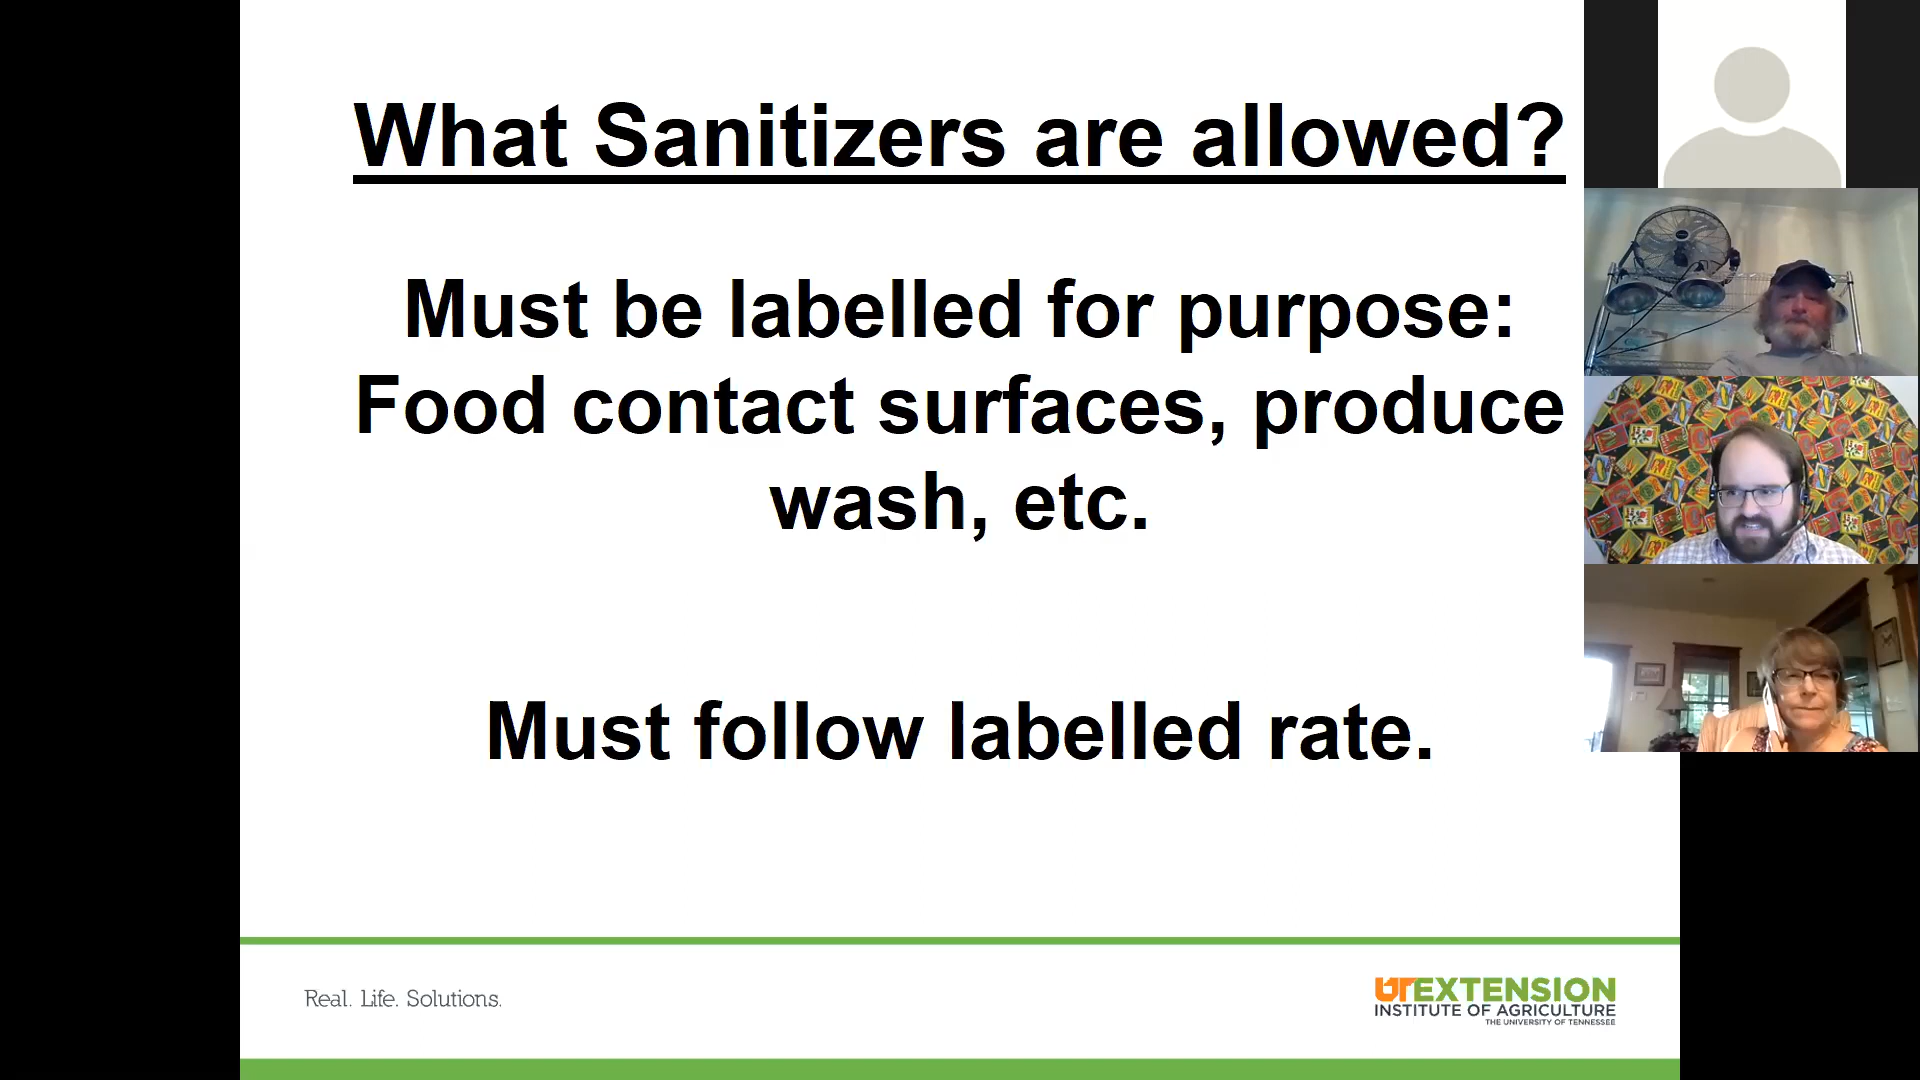 What Sanitizers are allowed?
Must be labelled for purpose:
Food contact surfaces, produce
wash, etc.
Must follow labelled rate.
Real. Life. Solutions.
UTEXTENSION
INSTITUTE OF AGRICULTURE
THE UNIVERSITY OF TENNESSEE